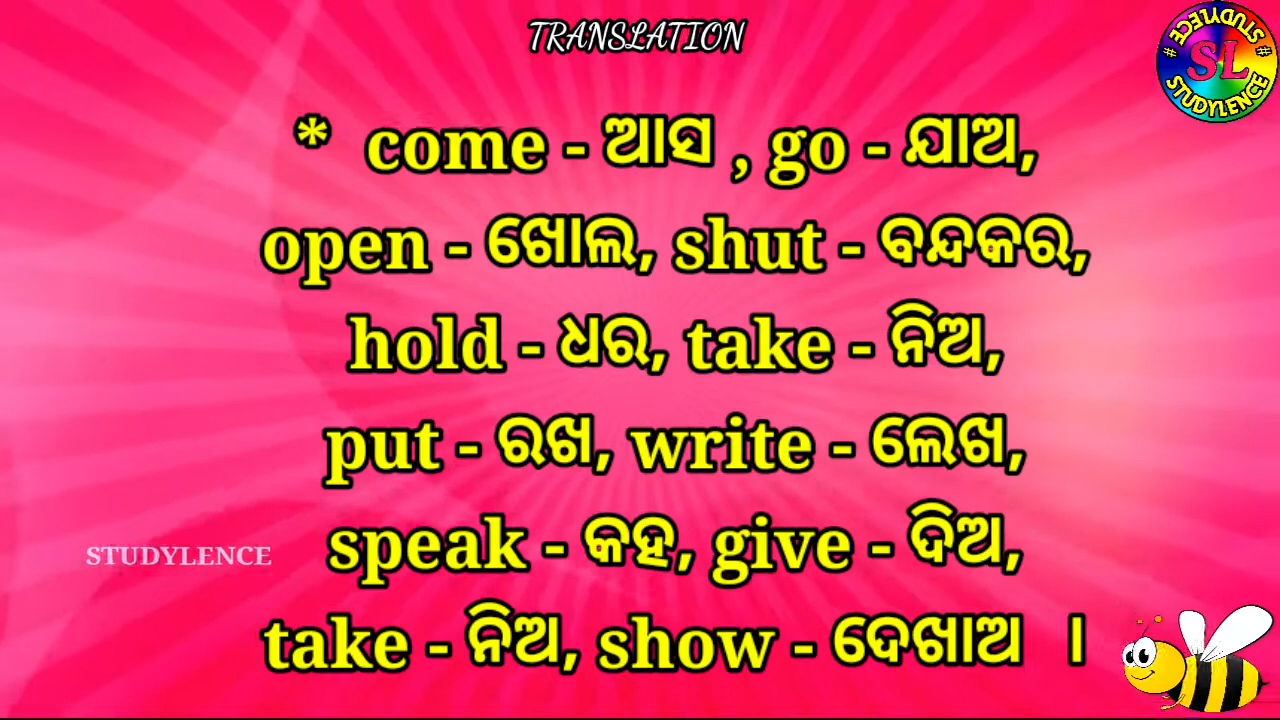 TRANSLATION
STUDYLECE
# SL #
STUDYLENCE
* come - ଆସ , go - ଯାଅ,
open - ଖୋଲ, shut - ବନ୍ଦକର,
hold - ଧର, take - ନିଅ,
put - ରଖ, write - ଲେଖ,
speak - କହ, give - ଦିଅ,
STUDYLENCE
take - ନିଅ, show - ଦେଖାଅ ।